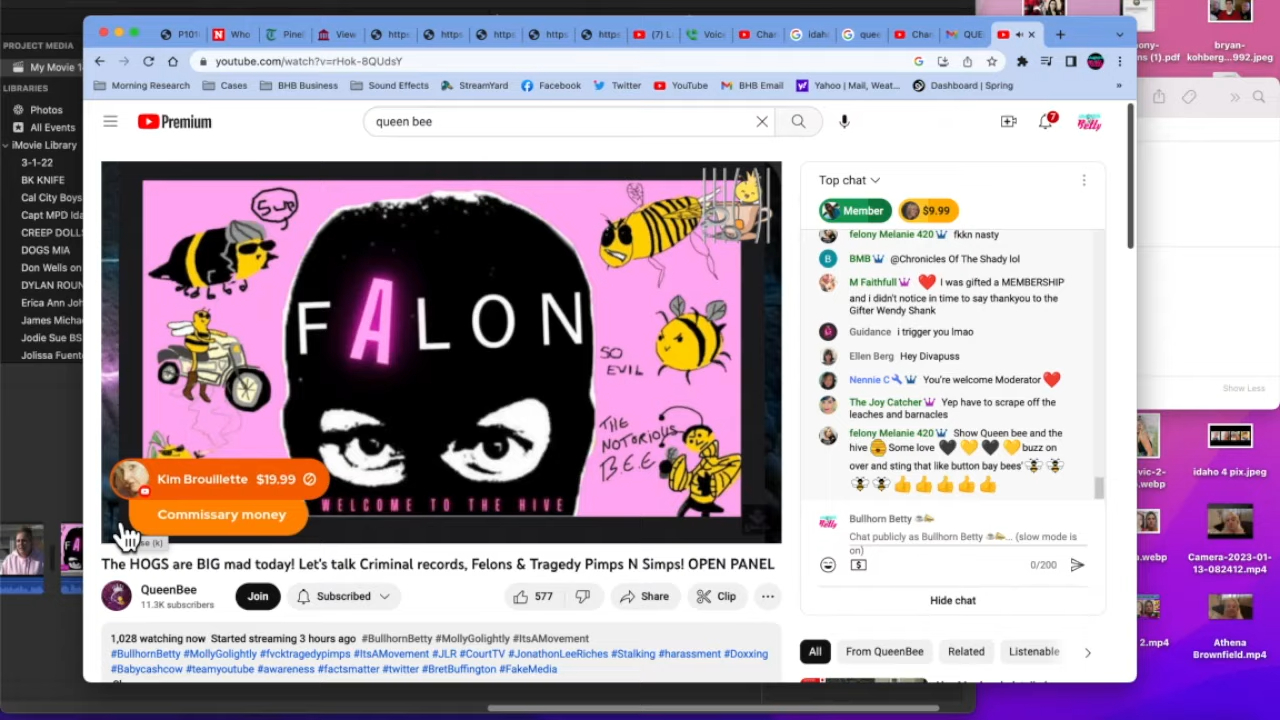 P101
Who
Pinel
View
https
https
https
https
https
(7) L
Voice
Chan
idaho
quee
Chan
QUE
youtube.com/watch?v=rHok-8QUdsY
Morning Research
Cases
BHB Business
Sound Effects
StreamYard
Facebook
Twitter
YouTube
BHB Email
Yahoo | Mail, Weat...
Dashboard | Spring
»
PROJECT MEDIA
My Movie 1
LIBRARIES
Photos
All Events
iMovie Library
3-1-22
BK KNIFE
Cal City Boys
Capt MPD Ida
CREEP DOLL
DOGS MIA
Don Wells on
DYLAN ROUN
Erica Ann Joh
James Micha
Jodie Sue BS
Jolissa Fuent
Premium
queen bee
7
Sup
FALON
SO
EVIL
THE
NOTORIOUS
BEE
WELCOME TO THE HIVE
Kim Brouillette $19.99
Commissary money
The HOGS are BIG mad today! Let's talk Criminal records, Felons & Tragedy Pimps N Simps! OPEN PANEL
QueenBee
11.3K subscribers
Join
Subscribed
577
Share
Clip
1,028 watching now Started streaming 3 hours ago #BullhornBetty #MollyGolightly #ItsAMovement
#BullhornBetty #MollyGolightly #fvcktragedypimps #ItsAMovement #JLR #CourtTV #JonathonLeeRiches #Stalking #harassment #Doxxing
#Babycashcow #teamyoutube #awareness #factsmatter #twitter #BretBuffington #FakeMedia
Top chat
Member
$9.99
felony Melanie 420 fkkn nasty
BMB @Chronicles Of The Shady lol
M Faithfull ❤️ I was gifted a MEMBERSHIP
and i didn't notice in time to say thankyou to the
Gifter Wendy Shank
Guidance i trigger you lmao
Ellen Berg Hey Divapuss
Nennie C You're welcome Moderator❤️
The Joy Catcher Yep have to scrape off the
leaches and barnacles
felony Melanie 420 Show Queen bee and the
hive Some love 🖤💛🖤💛buzz on
over and sting that like button bay bees'🐝🐝
🐝🐝👍👍👍👍👍
Bullhorn Betty
Chat publicly as Bullhorn Betty ... (slow mode is
on)
0/200
Hide chat
All
From QueenBee
Related
Listenable
ony-
ns (1).pdf
bryan-
kohberg...992.jpeg
Show Less
vic-2-
.webp
idaho 4 pix.jpeg
.webp
Camera-2023-01-
13-082412.mp4
2.mp4
Athena
Brownfield.mp4